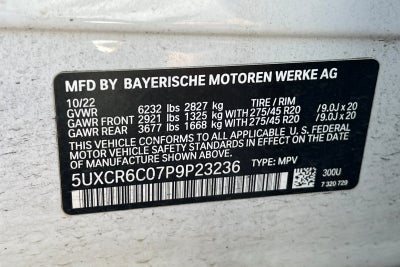 MFD BY BAYERISCHE MOTOREN WERKE AG
10/22
GVWR 6232 lbs 2827 kg TIRE / RIM
GAWR FRT 2921 lbs 1325 kg WITH 275/45 R20 /9.0J x 20
GAWR RR 3677 lbs 1668 kg WITH 275/45 R20 /9.0J x 20
THIS VEHICLE CONFORMS TO ALL APPLICABLE FEDERAL MOTOR
VEHICLE SAFETY STANDARDS IN EFFECT ON THE DATE OF
MANUFACTURE SHOWN ABOVE.
5UXCR6C07P9P23236 TYPE: MPV
300U
7 320 729